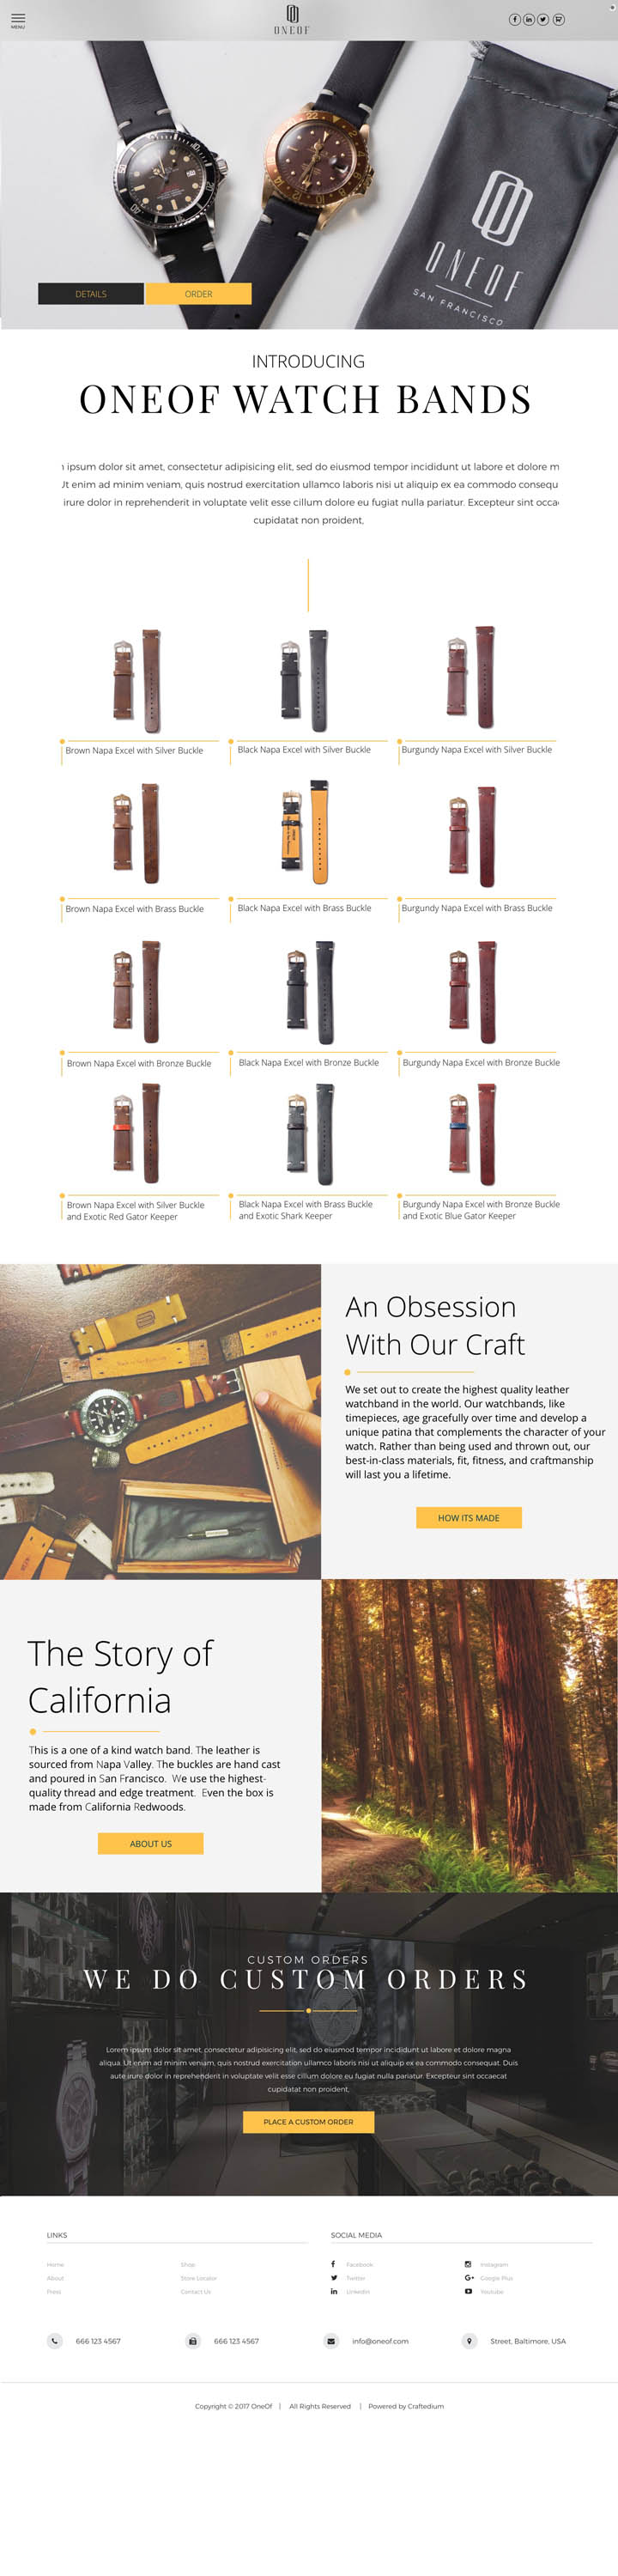 MENU
ONEOF
ONEOF
SAN FRANCISCO
DETAILS
ORDER
INTRODUCING
ONEOF WATCH BANDS
ipsum dolor sit amet, consectetur adipisicing elit, sed do eiusmod tempor incididunt ut labore et dolore m
Ut enim ad minim veniam, quis nostrud exercitation ullamco laboris nisi ut aliquip ex ea commodo consequ
irure dolor in reprehenderit in voluptate velit esse cillum dolore eu fugiat nulla pariatur. Excepteur sint occa
cupidatat non proident,
Brown Napa Excel with Silver Buckle
Black Napa Excel with Silver Buckle
Burgundy Napa Excel with Silver Buckle
Brown Napa Excel with Brass Buckle
Black Napa Excel with Brass Buckle
Burgundy Napa Excel with Brass Buckle
Brown Napa Excel with Bronze Buckle
Black Napa Excel with Bronze Buckle
Burgundy Napa Excel with Bronze Buckle
Brown Napa Excel with Silver Buckle
and Exotic Red Gator Keeper
Black Napa Excel with Brass Buckle
and Exotic Shark Keeper
Burgundy Napa Excel with Bronze Buckle
and Exotic Blue Gator Keeper
An Obsession
With Our Craft
We set out to create the highest quality leather
watchband in the world. Our watchbands, like
timepieces, age gracefully over time and develop a
unique patina that complements the character of your
watch. Rather than being used and thrown out, our
best-in-class materials, fit, fitness, and craftmanship
will last you a lifetime.
HOW ITS MADE
The Story of
California
This is a one of a kind watch band. The leather is
sourced from Napa Valley. The buckles are hand cast
and poured in San Francisco. We use the highest-
quality thread and edge treatment. Even the box is
made from California Redwoods.
ABOUT US
CUSTOM ORDERS
WE DO CUSTOM ORDERS
Lorem ipsum dolor sit amet, consectetur adipisicing elit, sed do eiusmod tempor incididunt ut labore et dolore magna
aliqua. Ut enim ad minim veniam, quis nostrud exercitation ullamco laboris nisi ut aliquip ex ea commodo consequat. Duis
aute irure dolor in reprehenderit in voluptate velit esse cillum dolore eu fugiat nulla pariatur. Excepteur sint occaecat
cupidatat non proident,
PLACE A CUSTOM ORDER
LINKS
Home
About
Press
Shop
Store Locator
Contact Us
SOCIAL MEDIA
Facebook
Twitter
LinkedIn
Instagram
Google Plus
Youtube
666 123 4567
666 123 4567
info@oneof.com
Street, Baltimore, USA
Copyright © 2017 OneOf | All Rights Reserved | Powered by Craftedium